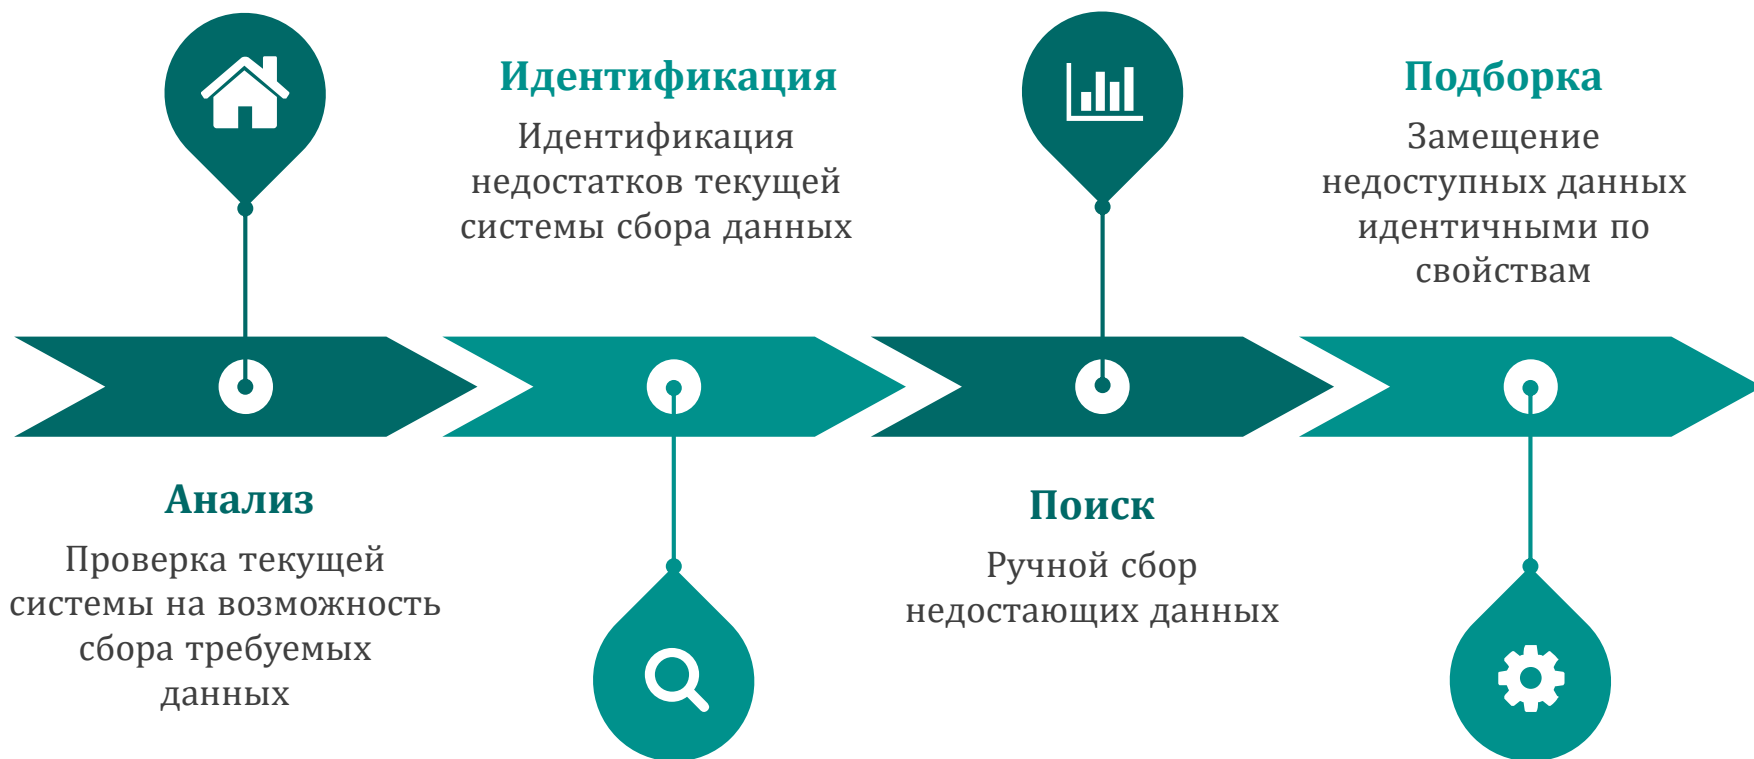 Анализ
Проверка текущей
системы на возможность
сбора требуемых
данных
Идентификация
Идентификация
недостатков текущей
системы сбора данных
Поиск
Ручной сбор
недостающих данных
Подборка
Замещение
недоступных данных
идентичными по
свойствам